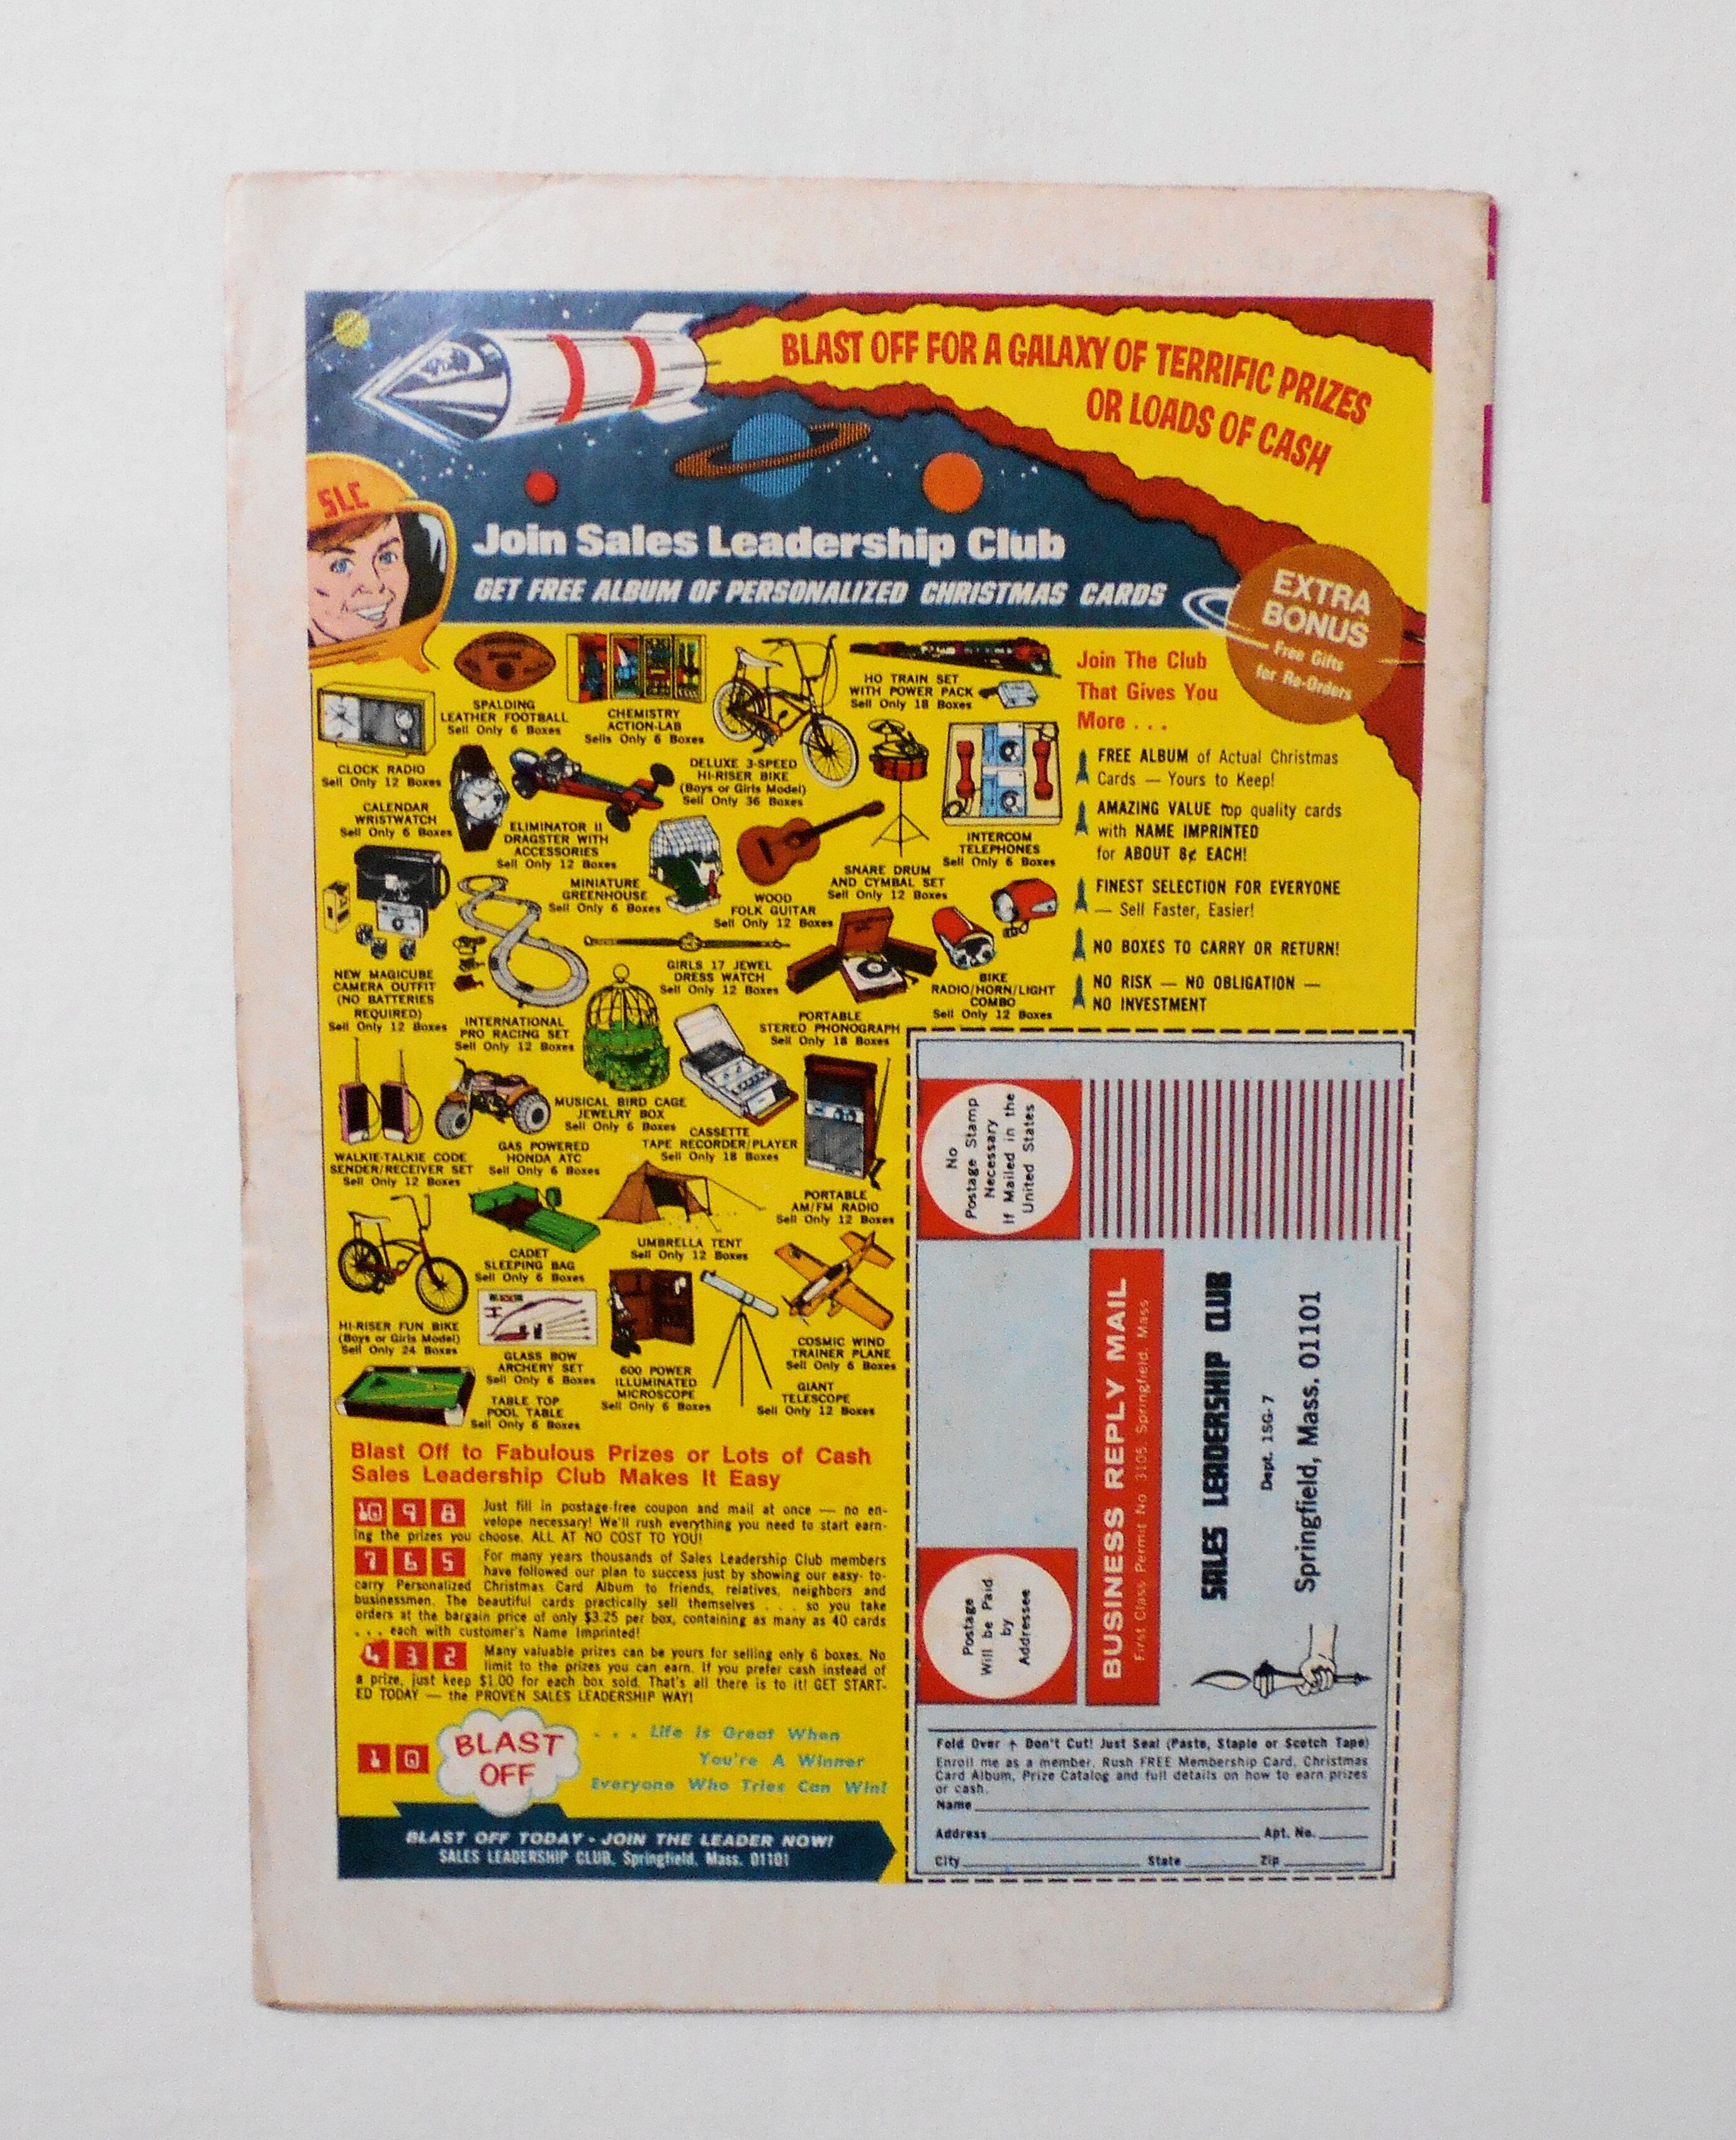 BLAST OFF FOR A GALAXY OF TERRIFIC PRIZES
OR LOADS OF CASH
SLC
Join Sales Leadership Club
GET FREE ALBUM OF PERSONALIZED CHRISTMAS CARDS
EXTRA
BONUS
Free Gifts
for Re-Orders
SPALDING
LEATHER FOOTBALL
Sell Only 6 Boxes
CHEMISTRY
ACTION-LAB
Sells Only 6 Boxes
HO TRAIN SET
WITH POWER PACK
Sell Only 18 Boxes
CLOCK RADIO
Sell Only 12 Boxes
DELUXE 3-SPEED
HI-RISER BIKE
(Boys or Girls Model)
Sell Only 36 Boxes
CALENDAR
WRISTWATCH
Sell Only 6 Boxes
ELIMINATOR II
DRAGSTER WITH
ACCESSORIES
Sell Only 12 Boxes
INTERCOM
TELEPHONES
Sell Only 6 Boxes
MINIATURE
GREENHOUSE
Sell Only 6 Boxes
WOOD
FOLK GUITAR
Sell Only 12 Boxes
SNARE DRUM
AND CYMBAL SET
Sell Only 12 Boxes
NEW MAGICUBE
CAMERA OUTFIT
(NO BATTERIES
REQUIRED)
Sell Only 12 Boxes
INTERNATIONAL
PRO RACING SET
Sell Only 12 Boxes
GIRLS 17 JEWEL
DRESS WATCH
Sell Only 12 Boxes
PORTABLE
STEREO PHONOGRAPH
Sell Only 18 Boxes
BIKE
RADIO/HORN/LIGHT
COMBO
Sell Only 12 Boxes
WALKIE-TALKIE CODE
SENDER/RECEIVER SET
Sell Only 12 Boxes
GAS POWERED
HONDA ATC
Sell Only 6 Boxes
MUSICAL BIRD CAGE
JEWELRY BOX
Sell Only 6 Boxes
CASSETTE
TAPE RECORDER/PLAYER
Sell Only 18 Boxes
PORTABLE
AM/FM RADIO
Sell Only 12 Boxes
CADET
SLEEPING BAG
Sell Only 6 Boxes
UMBRELLA TENT
Sell Only 12 Boxes
HI-RISER FUN BIKE
(Boys or Girls Model)
Sell Only 24 Boxes
GLASS BOW
ARCHERY SET
Sell Only 6 Boxes
600 POWER
ILLUMINATED
MICROSCOPE
Sell Only 6 Boxes
COSMIC WIND
TRAINER PLANE
Sell Only 6 Boxes
GIANT
TELESCOPE
Sell Only 12 Boxes
TABLE TOP
POOL TABLE
Sell Only 6 Boxes
Join The Club
That Gives You
More . . .
FREE ALBUM of Actual Christmas
Cards — Yours to Keep!
AMAZING VALUE top quality cards
with NAME IMPRINTED
for ABOUT 8¢ EACH!
FINEST SELECTION FOR EVERYONE
— Sell Faster, Easier!
NO BOXES TO CARRY OR RETURN!
NO RISK — NO OBLIGATION —
NO INVESTMENT
Blast Off to Fabulous Prizes or Lots of Cash
Sales Leadership Club Makes It Easy
10 9 8 Just fill in postage-free coupon and mail at once — no en-
velope necessary! We'll rush everything you need to start earn-
ing the prizes you choose. ALL AT NO COST TO YOU!
7 6 5 For many years thousands of Sales Leadership Club members
have followed our plan to success just by showing our easy- to-
carry Personalized Christmas Card Album to friends, relatives, neighbors and
businessmen. The beautiful cards practically sell themselves . . . so you take
orders at the bargain price of only $3.25 per box, containing as many as 40 cards
. . . each with customer's Name Imprinted!
4 3 2 Many valuable prizes can be yours for selling only 6 boxes. No
limit to the prizes you can earn. If you prefer cash instead of
a prize, just keep $1.00 for each box sold. That's all there is to it! GET START-
ED TODAY — the PROVEN SALES LEADERSHIP WAY!
1 0
BLAST
OFF
. . . Life Is Great When
You're A Winner
Everyone Who Tries Can Win!
BLAST OFF TODAY - JOIN THE LEADER NOW!
SALES LEADERSHIP CLUB, Springfield, Mass. 01101
No
Postage Stamp
Necessary
If Mailed in the
United States
Postage
Will be Paid
by
Addressee
BUSINESS REPLY MAIL
First Class Permit No 3105, Springfield, Mass
SALES LEADERSHIP CLUB
Dept. 1SG-7
Springfield, Mass. 01101
Fold Over ↑ Don't Cut! Just Seal (Paste, Staple or Scotch Tape)
Enroll me as a member. Rush FREE Membership Card, Christmas
Card Album, Prize Catalog and full details on how to earn prizes
or cash.
Name
Address Apt. No.
City State Zip